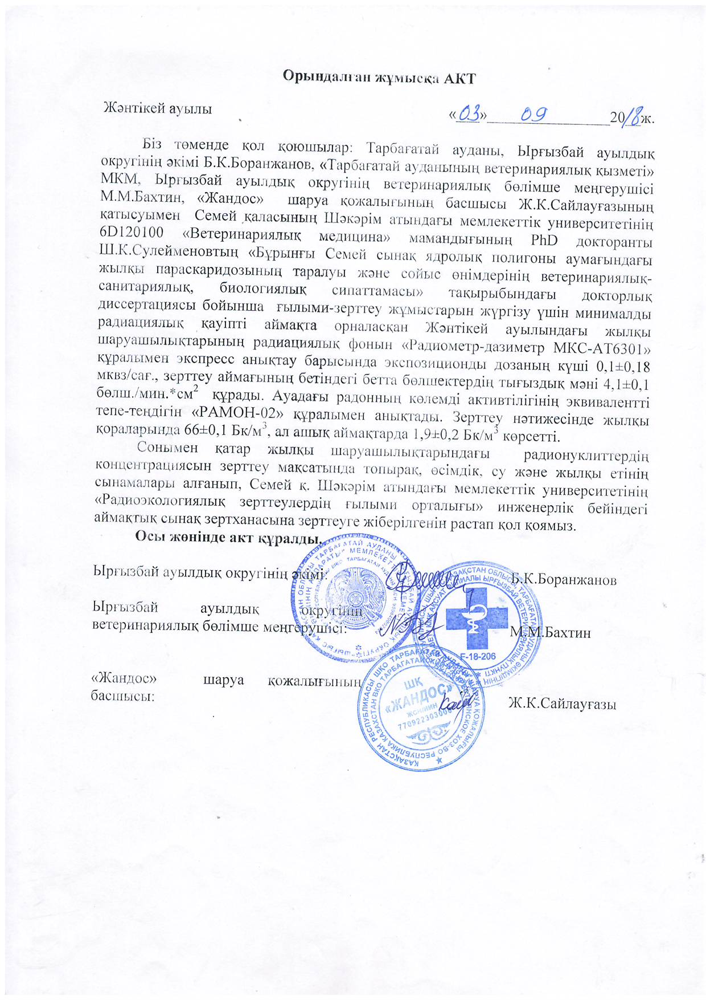 Орындалған жұмысқа АКТ
Жәнтікей ауылы «03» 09 2018ж.
Біз төменде қол қоюшылар: Тарбағатай ауданы, Ырғызбай ауылдық
округінің әкімі Б.К.Боранжанов, «Тарбағатай ауданының ветеринариялық қызметі»
МКМ, Ырғызбай ауылдық округінің ветеринариялық бөлімше меңгерушісі
М.М.Бахтин, «Жандос» шаруа қожалығының басшысы Ж.К.Сайлауғазының
қатысуымен Семей қаласының Шәкәрім атындағы мемлекеттік университетінің
6D120100 «Ветеринариялық медицина» мамандығының PhD докторанты
Ш.К.Сулейменовтың «Бұрынғы Семей сынақ ядролық полигоны аумағындағы
жылқы параскаридозының таралуы және сойыс өнімдерінің ветеринариялық-
санитариялық, биологиялық сипаттамасы» тақырыбындағы докторлық
диссертациясы бойынша ғылыми-зерттеу жұмыстарын жүргізу үшін минималды
радиациялық қауіпті аймақта орналасқан Жәнтікей ауылындағы жылқы
шаруашылықтарының радиациялық фонын «Радиометр-дазиметр МКС-АТ6301»
құралымен экспресс анықтау барысында экспозиционды дозаның күші 0,1±0,18
мквз/сағ., зерттеу аймағының бетіндегі бетта бөлшектердің тығыздық мәні 4,1±0,1
бөлш./мин.*см² құрады. Ауадағы радонның көлемді активтілігінің эквивалентті
тепе-теңдігін «РАМОН-02» құралымен анықтады. Зерттеу нәтижесінде жылқы
қораларында 66±0,1 Бк/м³, ал ашық аймақтарда 1,9±0,2 Бк/м³ көрсетті.
Сонымен қатар жылқы шаруашылықтарындағы радионуклиттердің
концентрациясын зерттеу мақсатында топырақ, өсімдік, су және жылқы етінің
сынамалары алғанып, Семей қ. Шәкәрім атындағы мемлекеттік университетінің
«Радиоэкологиялық зерттеулердің ғылыми орталығы» инженерлік бейіндегі
аймақтық сынақ зертханасына зерттеуге жіберілгенін растап қол қоямыз.
Осы жөнінде акт құралды.
Ырғызбай ауылдық округінің әкімі: Б.К.Боранжанов
Ырғызбай ауылдық округінің
ветеринариялық бөлімше меңгерушісі: М.М.Бахтин
F-18-206
«Жандос» шаруа қожалығының
басшысы: Ж.К.Сайлауғазы
ШҚ
«ЖАНДОС»
ЖСН/ИИН